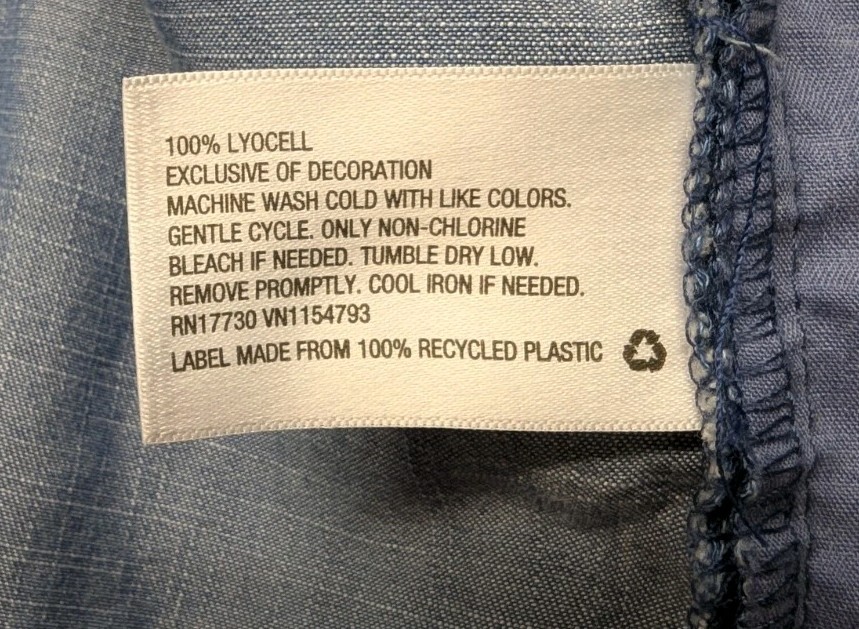 100% LYOCELL
EXCLUSIVE OF DECORATION
MACHINE WASH COLD WITH LIKE COLORS.
GENTLE CYCLE. ONLY NON-CHLORINE
BLEACH IF NEEDED. TUMBLE DRY LOW.
REMOVE PROMPTLY. COOL IRON IF NEEDED.
RN17730 VN1154793
LABEL MADE FROM 100% RECYCLED PLASTIC